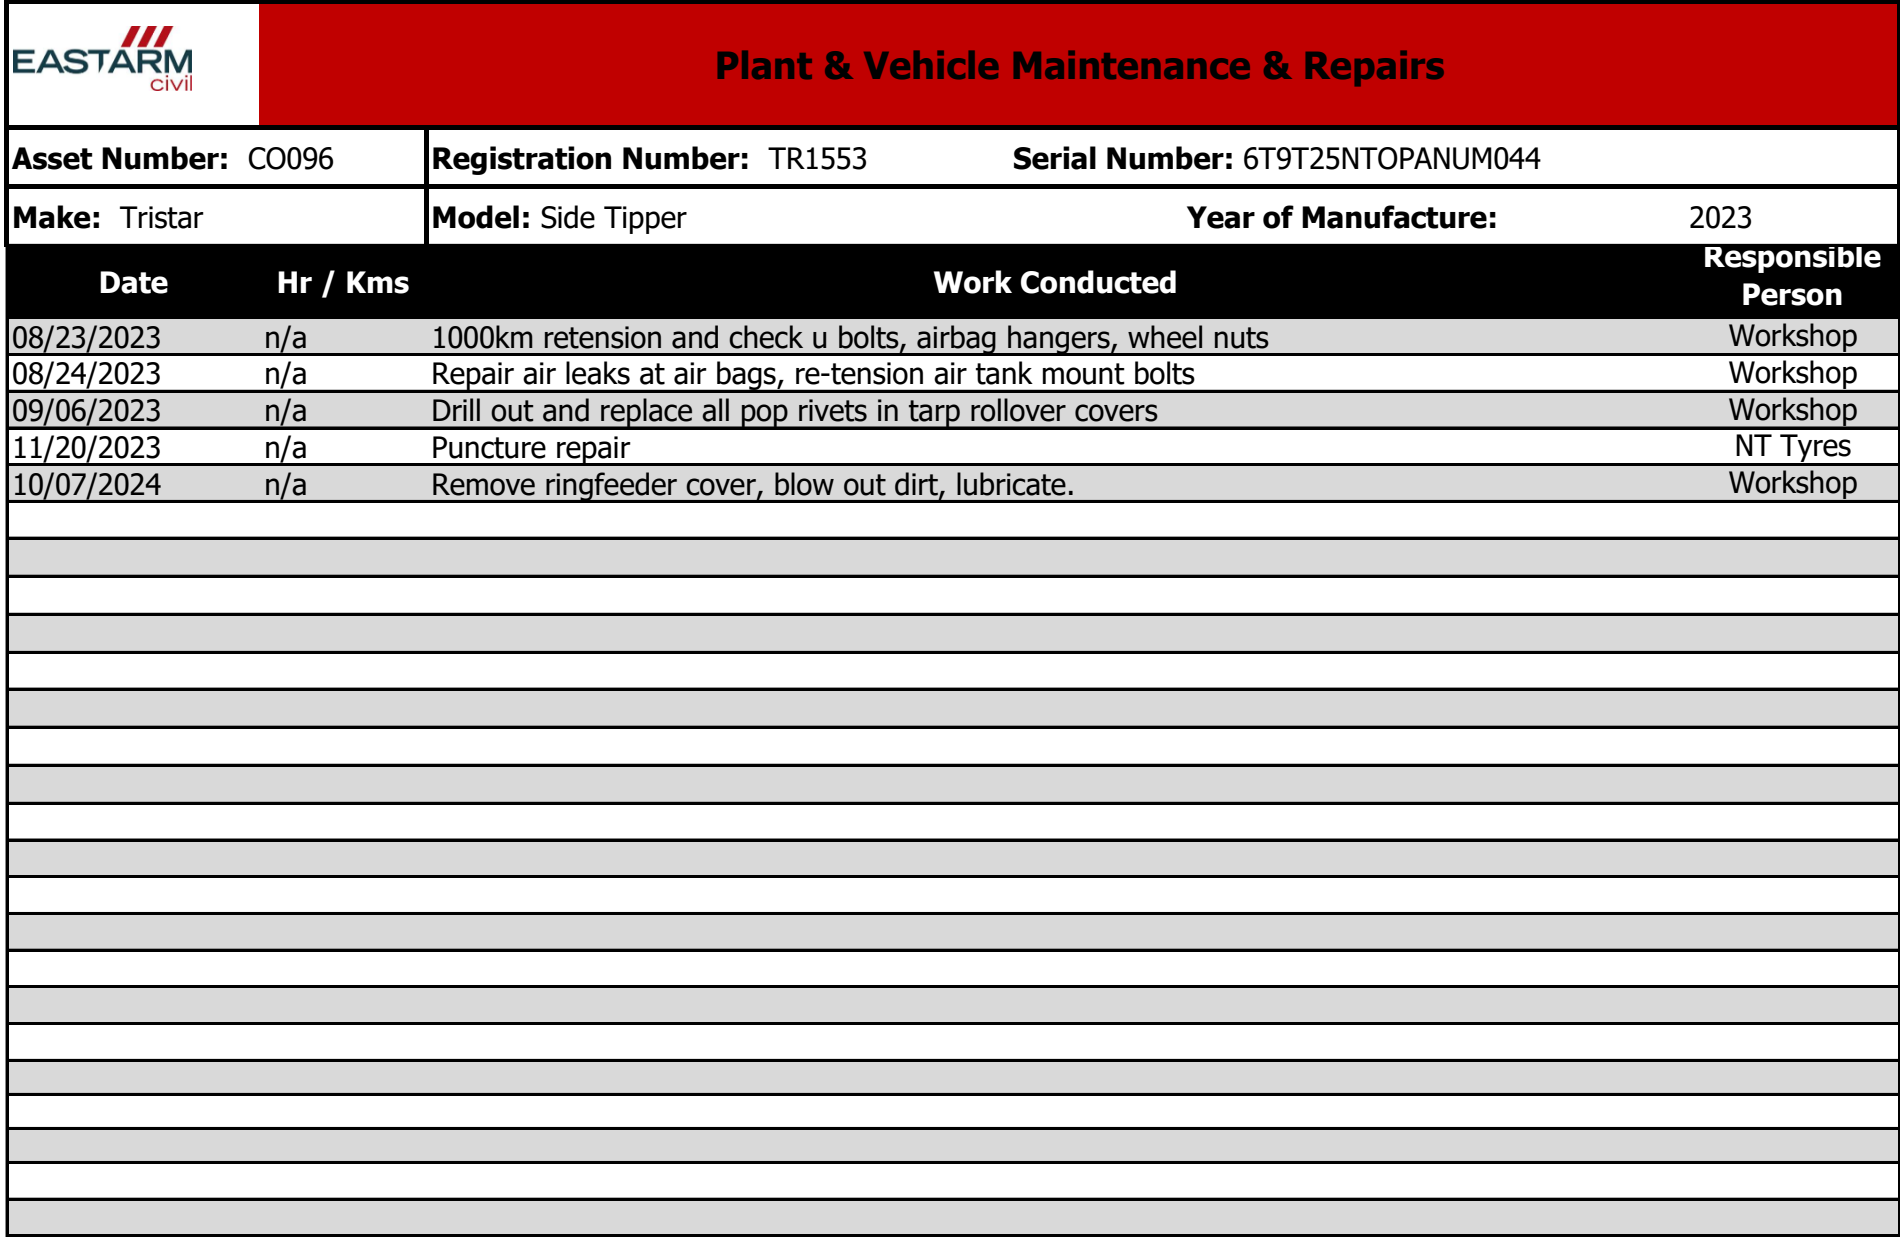 EASTARM
civil
Plant & Vehicle Maintenance & Repairs
Asset Number: CO096 Registration Number: TR1553 Serial Number: 6T9T25NTOPANUM044
Make: Tristar Model: Side Tipper Year of Manufacture: 2023
Date Hr / Kms Work Conducted Responsible Person
08/23/2023 n/a 1000km retension and check u bolts, airbag hangers, wheel nuts Workshop
08/24/2023 n/a Repair air leaks at air bags, re-tension air tank mount bolts Workshop
09/06/2023 n/a Drill out and replace all pop rivets in tarp rollover covers Workshop
11/20/2023 n/a Puncture repair NT Tyres
10/07/2024 n/a Remove ringfeeder cover, blow out dirt, lubricate. Workshop